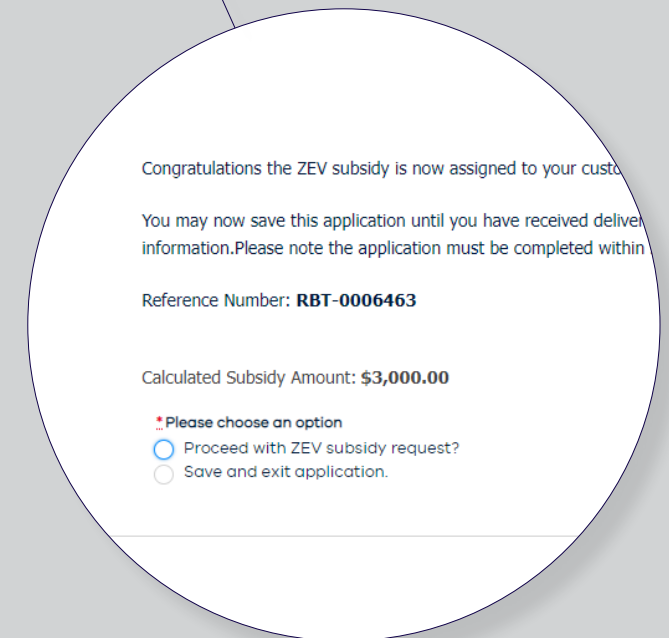 Congratulations the ZEV subsidy is now assigned to your
You may now save this application until you have received
information.Please note the application must be completed within
Reference Number: RBT-0006463
Calculated Subsidy Amount: $3,000.00
*Please choose an option
Proceed with ZEV subsidy request?
Save and exit application.